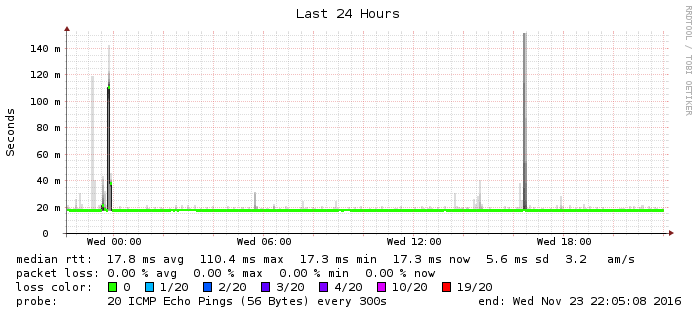 Last 24 Hours
RRDTOOL / TOBI OETIKER
Seconds
140 m
120 m
100 m
80 m
60 m
40 m
20 m
0
Wed 00:00 Wed 06:00 Wed 12:00 Wed 18:00
median rtt: 17.8 ms avg 110.4 ms max 17.3 ms min 17.3 ms now 5.6 ms sd 3.2 am/s
packet loss: 0.00 % avg 0.00 % max 0.00 % min 0.00 % now
loss color: 0 1/20 2/20 3/20 4/20 10/20 19/20
probe: 20 ICMP Echo Pings (56 Bytes) every 300s end: Wed Nov 23 22:05:08 2016